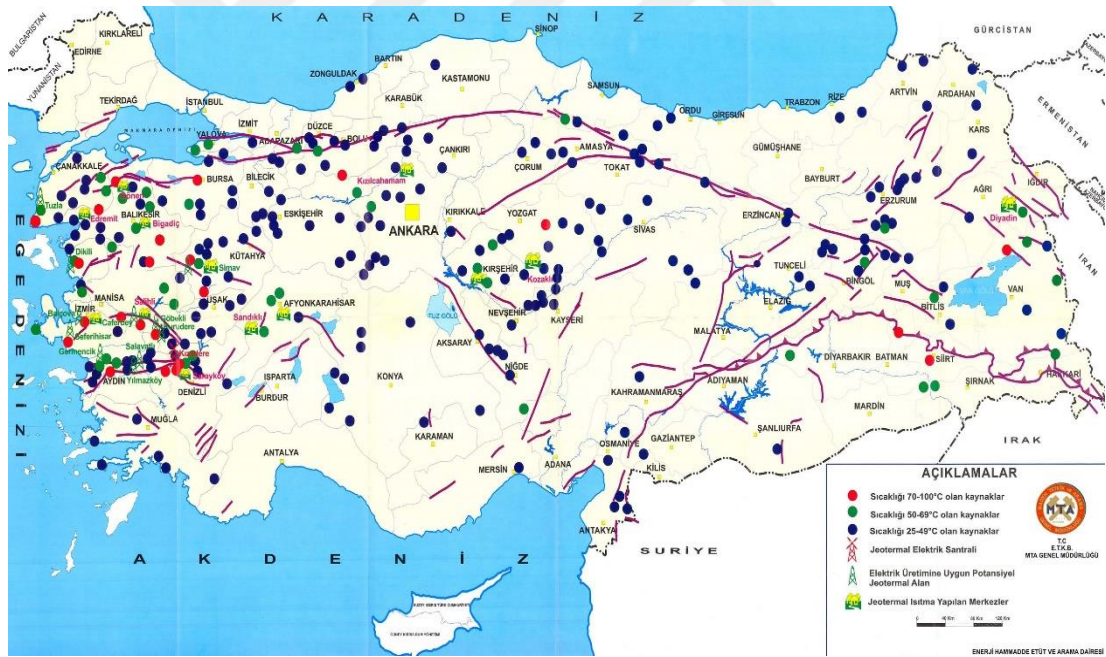 KARADENİZ
BULGARİSTAN
YUNANİSTAN
GÜRCİSTAN
ERMENİSTAN
İRAN
IRAK
SURİYE
EGE DENİZİ
AKDENİZ
MARMARA DENİZİ
KIRKLARELİ
EDİRNE
TEKİRDAĞ
İSTANBUL
YALOVA
İZMİT
ADAPAZARI
DÜZCE
BOLU
ZONGULDAK
BARTIN
KARABÜK
KASTAMONU
SİNOP
SAMSUN
ORDU
GİRESUN
TRABZON
RİZE
ARTVİN
ARDAHAN
KARS
IĞDIR
AĞRI
ÇANAKKALE
BURSA
BİLECİK
ESKİŞEHİR
Kızılcahamam
ÇANKIRI
ÇORUM
AMASYA
TOKAT
GÜMÜŞHANE
BAYBURT
ERZURUM
ERZİNCAN
Diyadin
Tuzla
Gönen
Edremit
BALIKESİR
Bigadiç
KÜTAHYA
ANKARA
KIRIKKALE
YOZGAT
SİVAS
Dikili
Simav
KIRŞEHİR
Kozaklı
TUNCELİ
BİNGÖL
MUŞ
BİTLİS
VAN
MANİSA
İZMİR
Balçova
Salihli
UŞAK
AFYONKARAHİSAR
Sandıklı
TUZ GÖLÜ
NEVŞEHİR
KAYSERİ
AKSARAY
ELAZIĞ
MALATYA
Seferihisar
Caferbey
Germencik
Salavatlı
Yılmazköy
AYDIN
DENİZLİ
ISPARTA
BURDUR
KONYA
NİĞDE
DİYARBAKIR
BATMAN
SİİRT
ŞIRNAK
HAKKARİ
ADIYAMAN
KAHRAMANMARAŞ
MARDİN
MUĞLA
ANTALYA
KARAMAN
MERSİN
ADANA
OSMANİYE
GAZİANTEP
KİLİS
ŞANLIURFA
ANTAKYA
AÇIKLAMALAR
Sıcaklığı 70-100°C olan kaynaklar
Sıcaklığı 50-69°C olan kaynaklar
Sıcaklığı 25-49°C olan kaynaklar
Jeotermal Elektrik Santrali
Elektrik Üretimine Uygun Potansiyel
Jeotermal Alan
Jeotermal Isıtma Yapılan Merkezler
MTA
T.C
E.T.K.B.
MTA GENEL MÜDÜRLÜĞÜ
ENERJİ HAMMADDE ETÜT VE ARAMA DAİRESİ